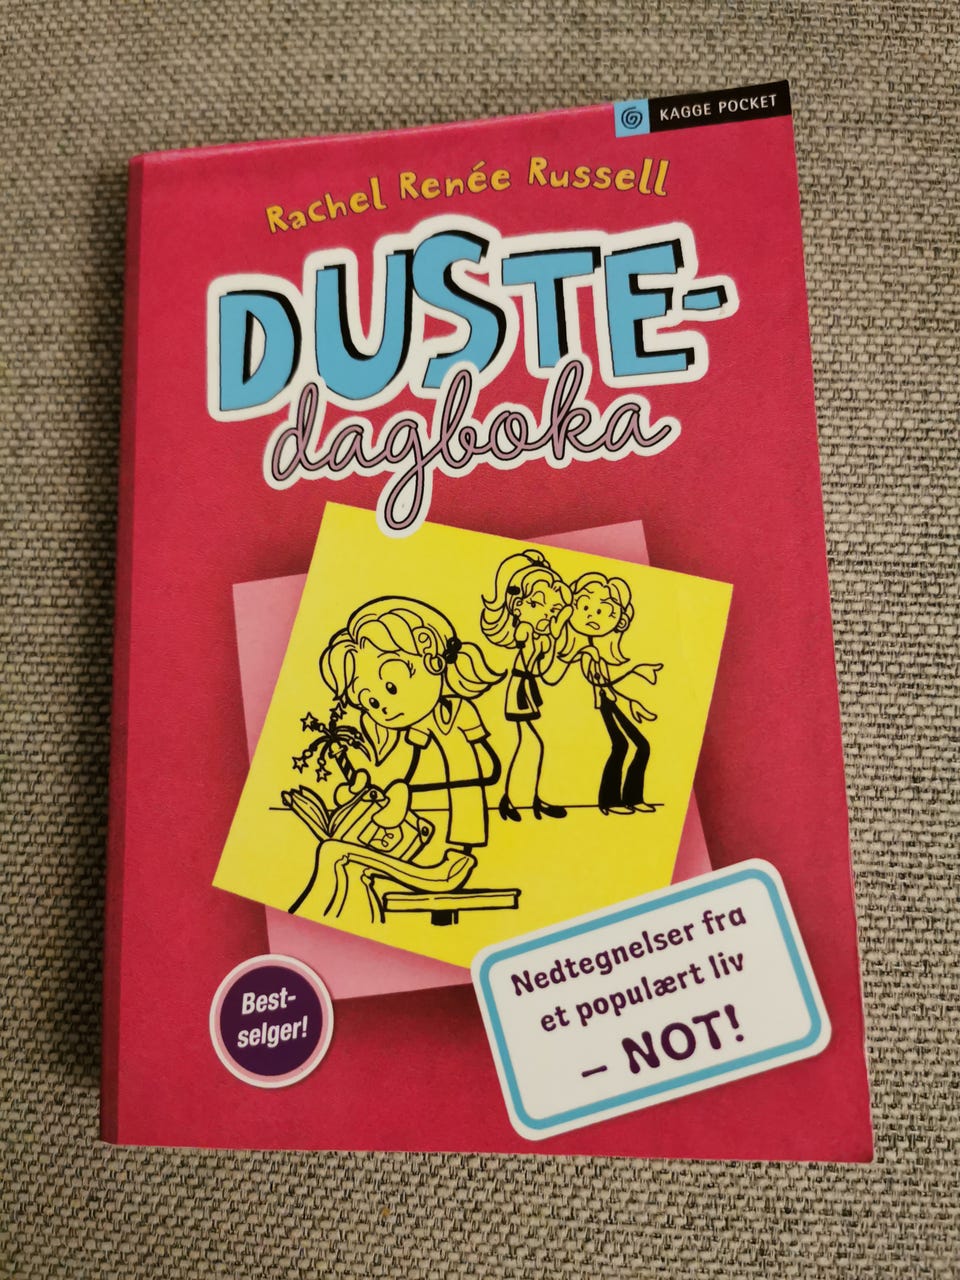 KAGGE POCKET
Rachel Renée Russell
DUSTE-
dagboka
Nedtegnelser fra
et populært liv
– NOT!
Best-
selger!